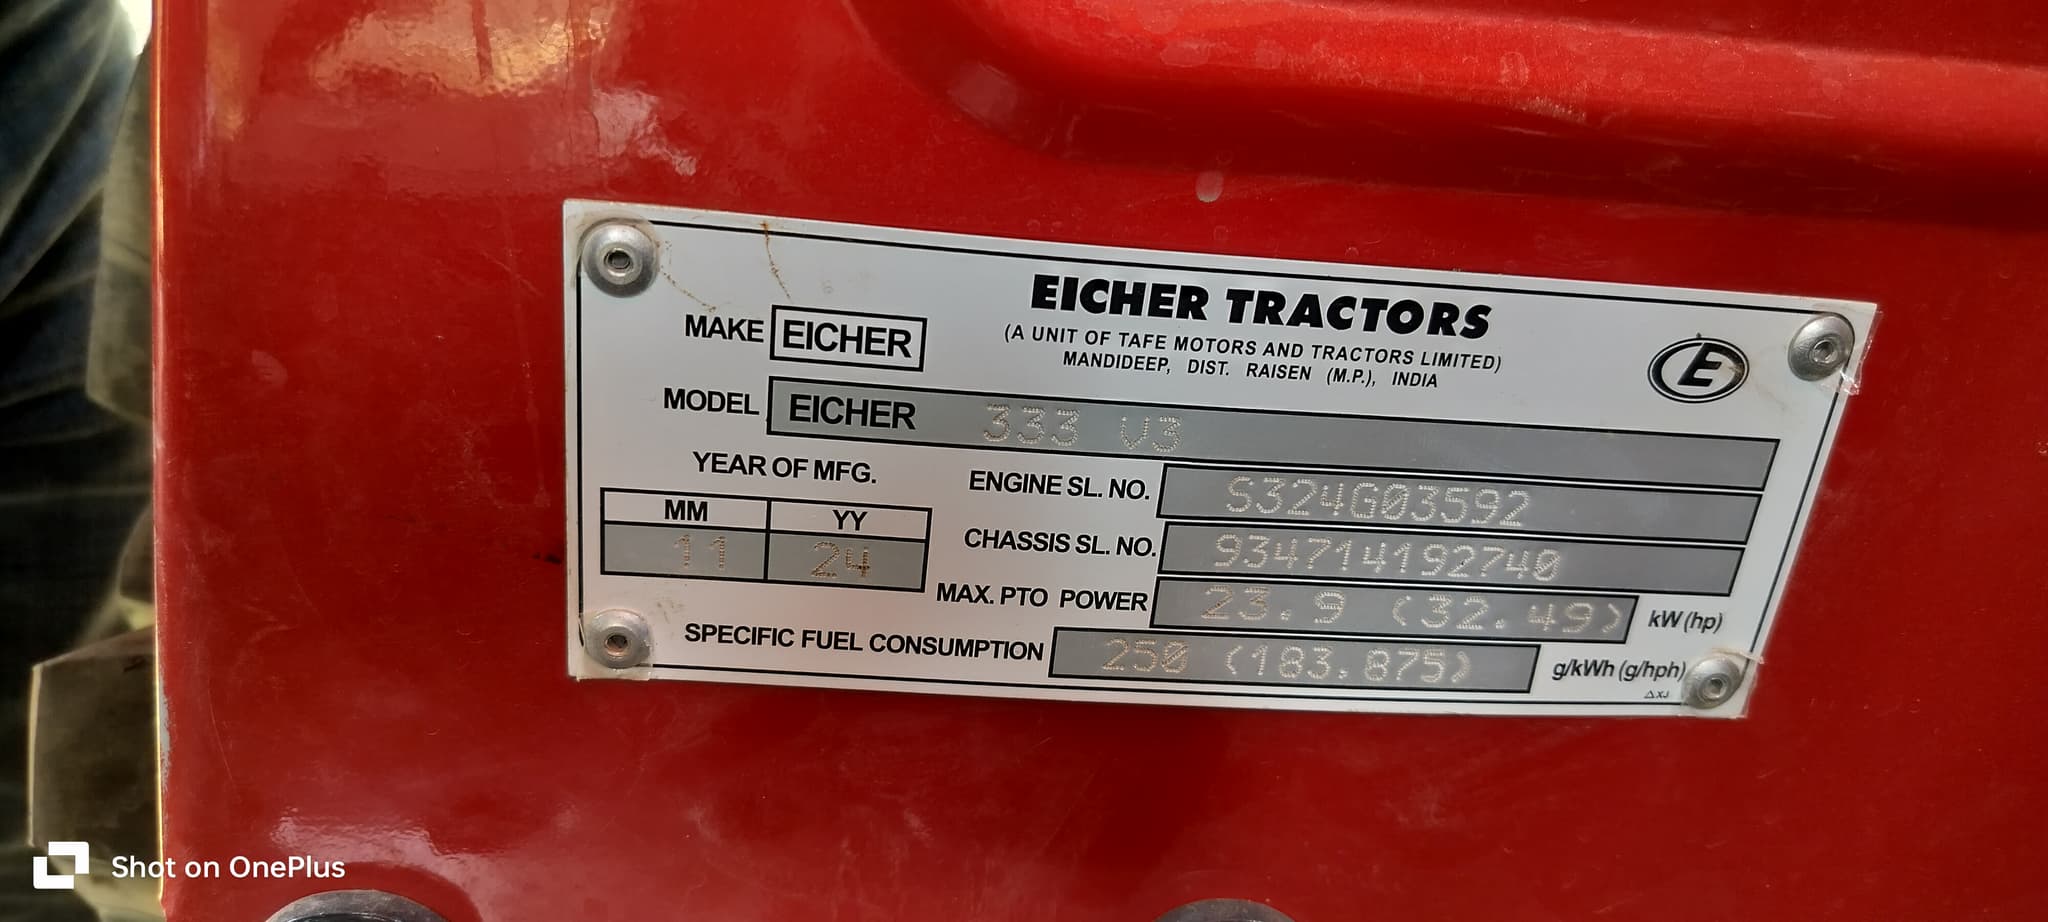 EICHER TRACTORS
(A UNIT OF TAFE MOTORS AND TRACTORS LIMITED)
MANDIDEEP, DIST. RAISEN (M.P.), INDIA
E
MAKE EICHER
MODEL EICHER 333 V3
YEAR OF MFG.
MM YY
11 24
ENGINE SL. NO. S324G03592
CHASSIS SL. NO. 934714192740
MAX. PTO POWER 23.9 (32.49) kW (hp)
SPECIFIC FUEL CONSUMPTION 250 (183.875) g/kWh (g/hph)
△XJ
Shot on OnePlus